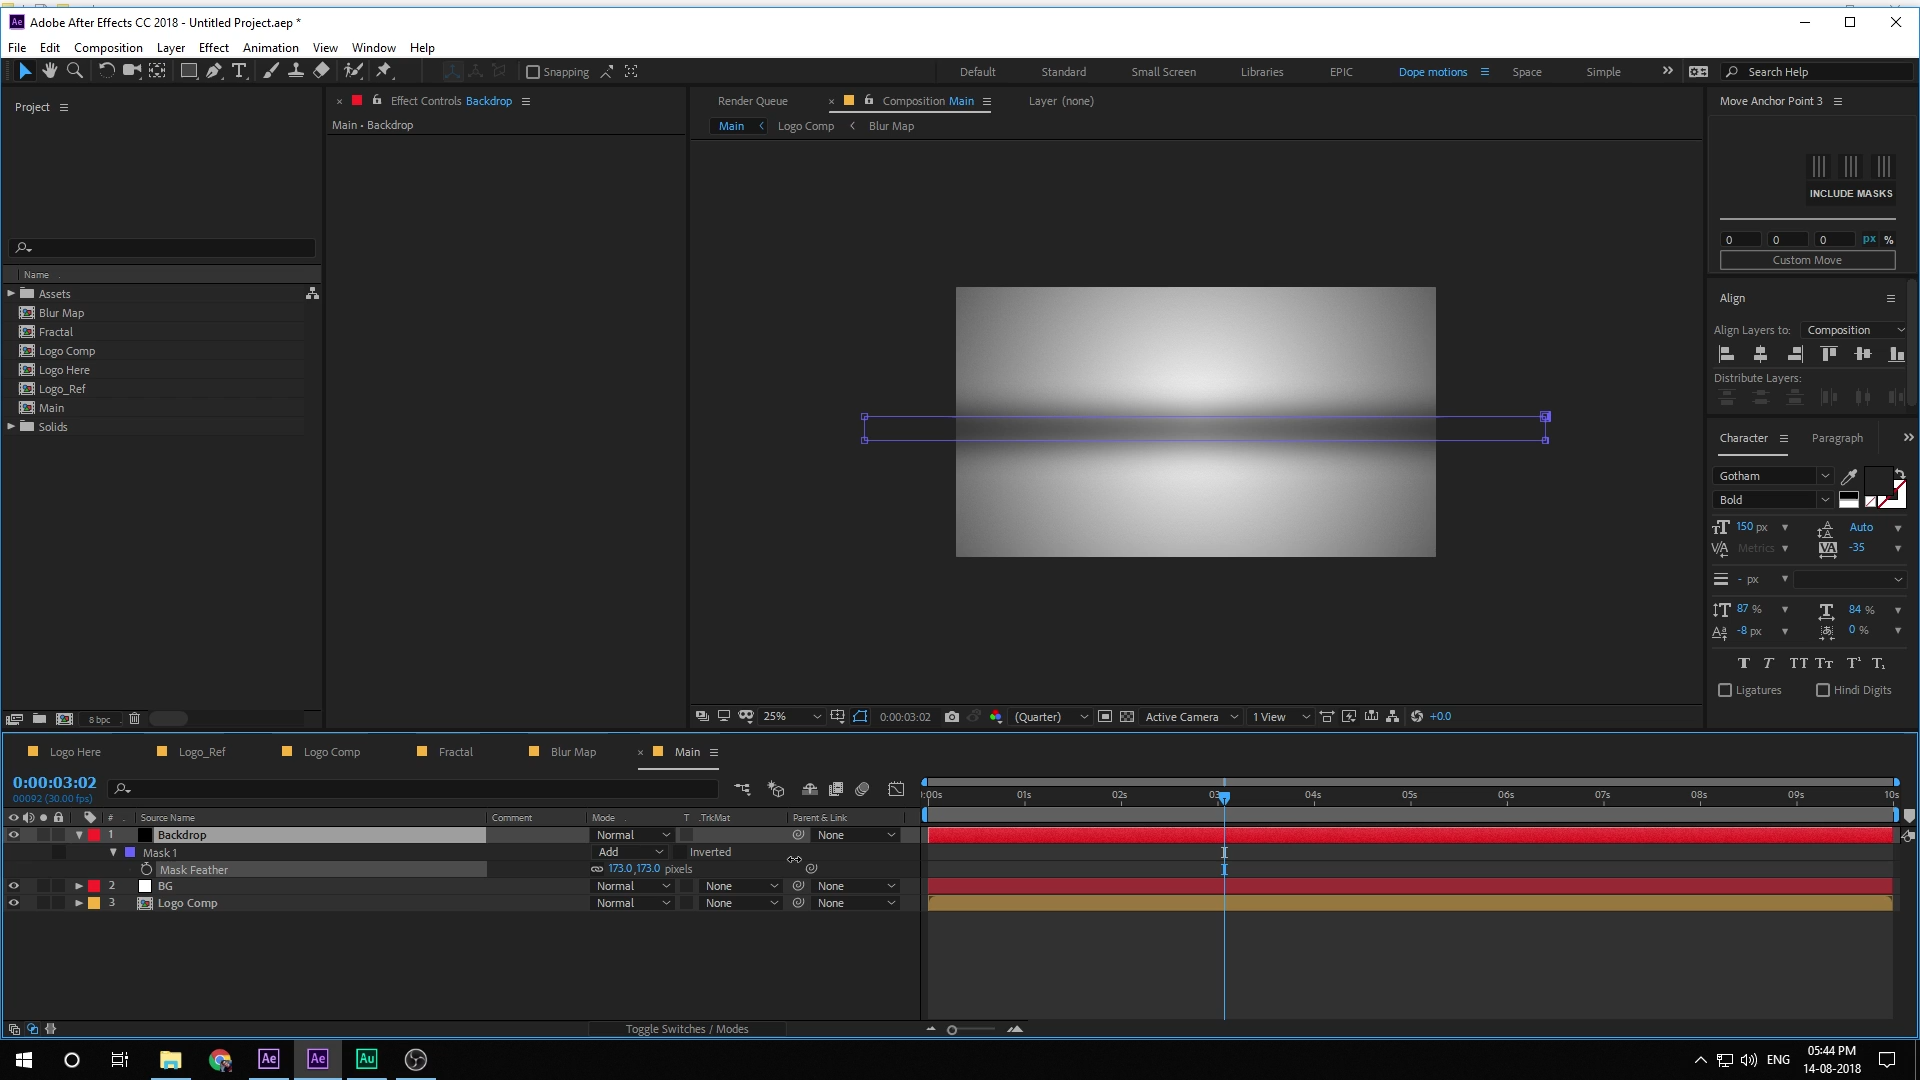 Adobe After Effects CC 2018 - Untitled Project.aep *
File Edit Composition Layer Effect Animation View Window Help
Snapping
Default Standard Small Screen Libraries EPIC Dope motions Space Simple
Search Help
Project
Effect Controls Backdrop
Main • Backdrop
Render Queue Composition Main Layer (none)
Main Logo Comp Blur Map
Move Anchor Point 3
INCLUDE MASKS
0 0 0 px %
Custom Move
Name
Assets
Blur Map
Fractal
Logo Comp
Logo Here
Logo_Ref
Main
Solids
Align
Align Layers to: Composition
Distribute Layers:
Character Paragraph
Gotham
Bold
150 px Auto
Metrics -35
- px
87 % 84 %
-8 px 0 %
T T TT Tт T¹ T₁
Ligatures Hindi Digits
8 bpc
25% 0:00:03:02 (Quarter) Active Camera 1 View +0.0
Logo Here Logo_Ref Logo Comp Fractal Blur Map Main
0:00:03:02
00092 (30.00 fps)
:00s 01s 02s 03 04s 05s 06s 07s 08s 09s 10s
# Source Name Comment Mode T .TrkMat Parent & Link
1 Backdrop Normal None
Mask 1 Add Inverted
Mask Feather 173.0,173.0 pixels
2 BG Normal None None
3 Logo Comp Normal None None
Toggle Switches / Modes
Ae Ae Au
ENG
05:44 PM
14-08-2018